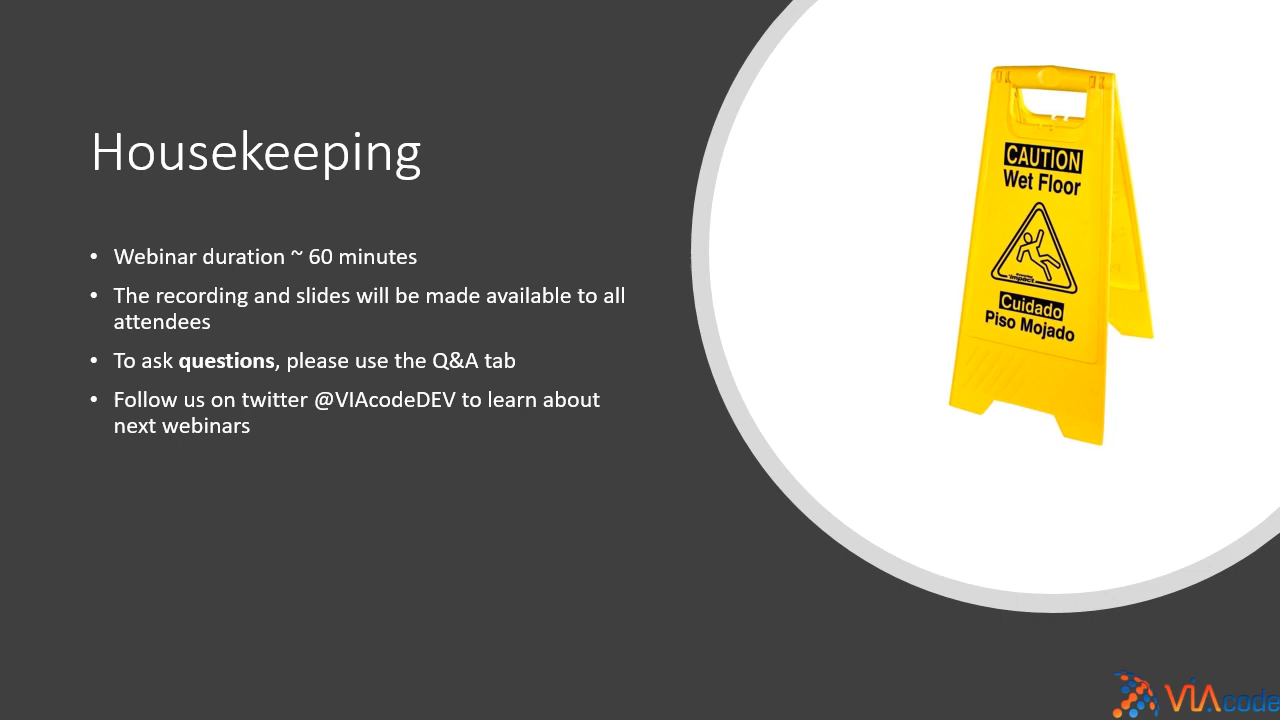 Housekeeping
• Webinar duration ~ 60 minutes
• The recording and slides will be made available to all
attendees
• To ask questions, please use the Q&A tab
• Follow us on twitter @VIAcodeDEV to learn about
next webinars
CAUTION
Wet Floor
impact
Cuidado
Piso Mojado
VIAcode